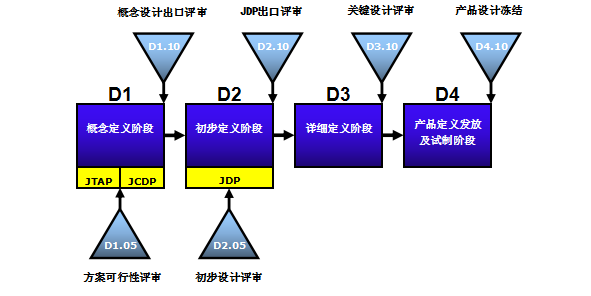 概念设计出口评审
JDP出口评审
关键设计评审
产品设计冻结
D1.10
D2.10
D3.10
D4.10
D1
D2
D3
D4
概念定义阶段
初步定义阶段
详细定义阶段
产品定义发放
及试制阶段
JTAP
JCDP
JDP
D1.05
D2.05
方案可行性评审
初步设计评审